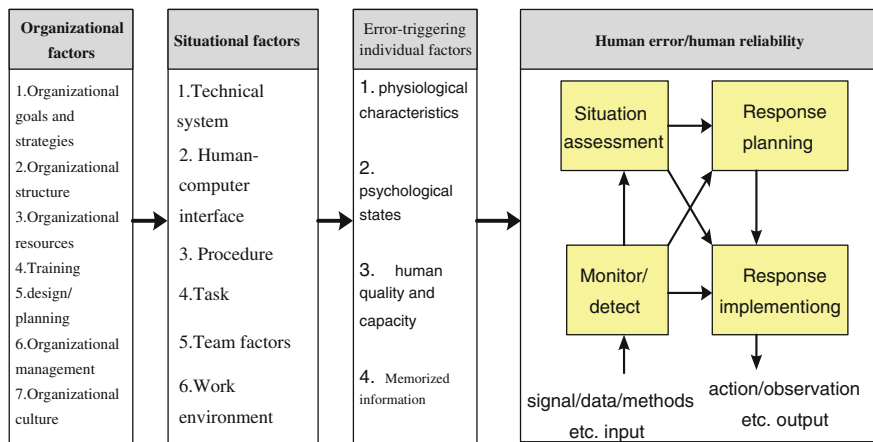 Organizational
factors
1.Organizational
goals and
strategies
2.Organizational
structure
3.Organizational
resources
4.Training
5.design/
planning
6.Organizational
management
7.Organizational
culture
Situational factors
1.Technical
system
2. Human-
computer
interface
3. Procedure
4.Task
5.Team factors
6.Work
environment
Error-triggering
individual factors
1. physiological
characteristics
2.
psychological
states
3. human
quality and
capacity
4. Memorized
information
Human error/human reliability
Situation
assessment
Response
planning
Monitor/
detect
Response
implementiong
signal/data/methods
etc. input
action/observation
etc. output